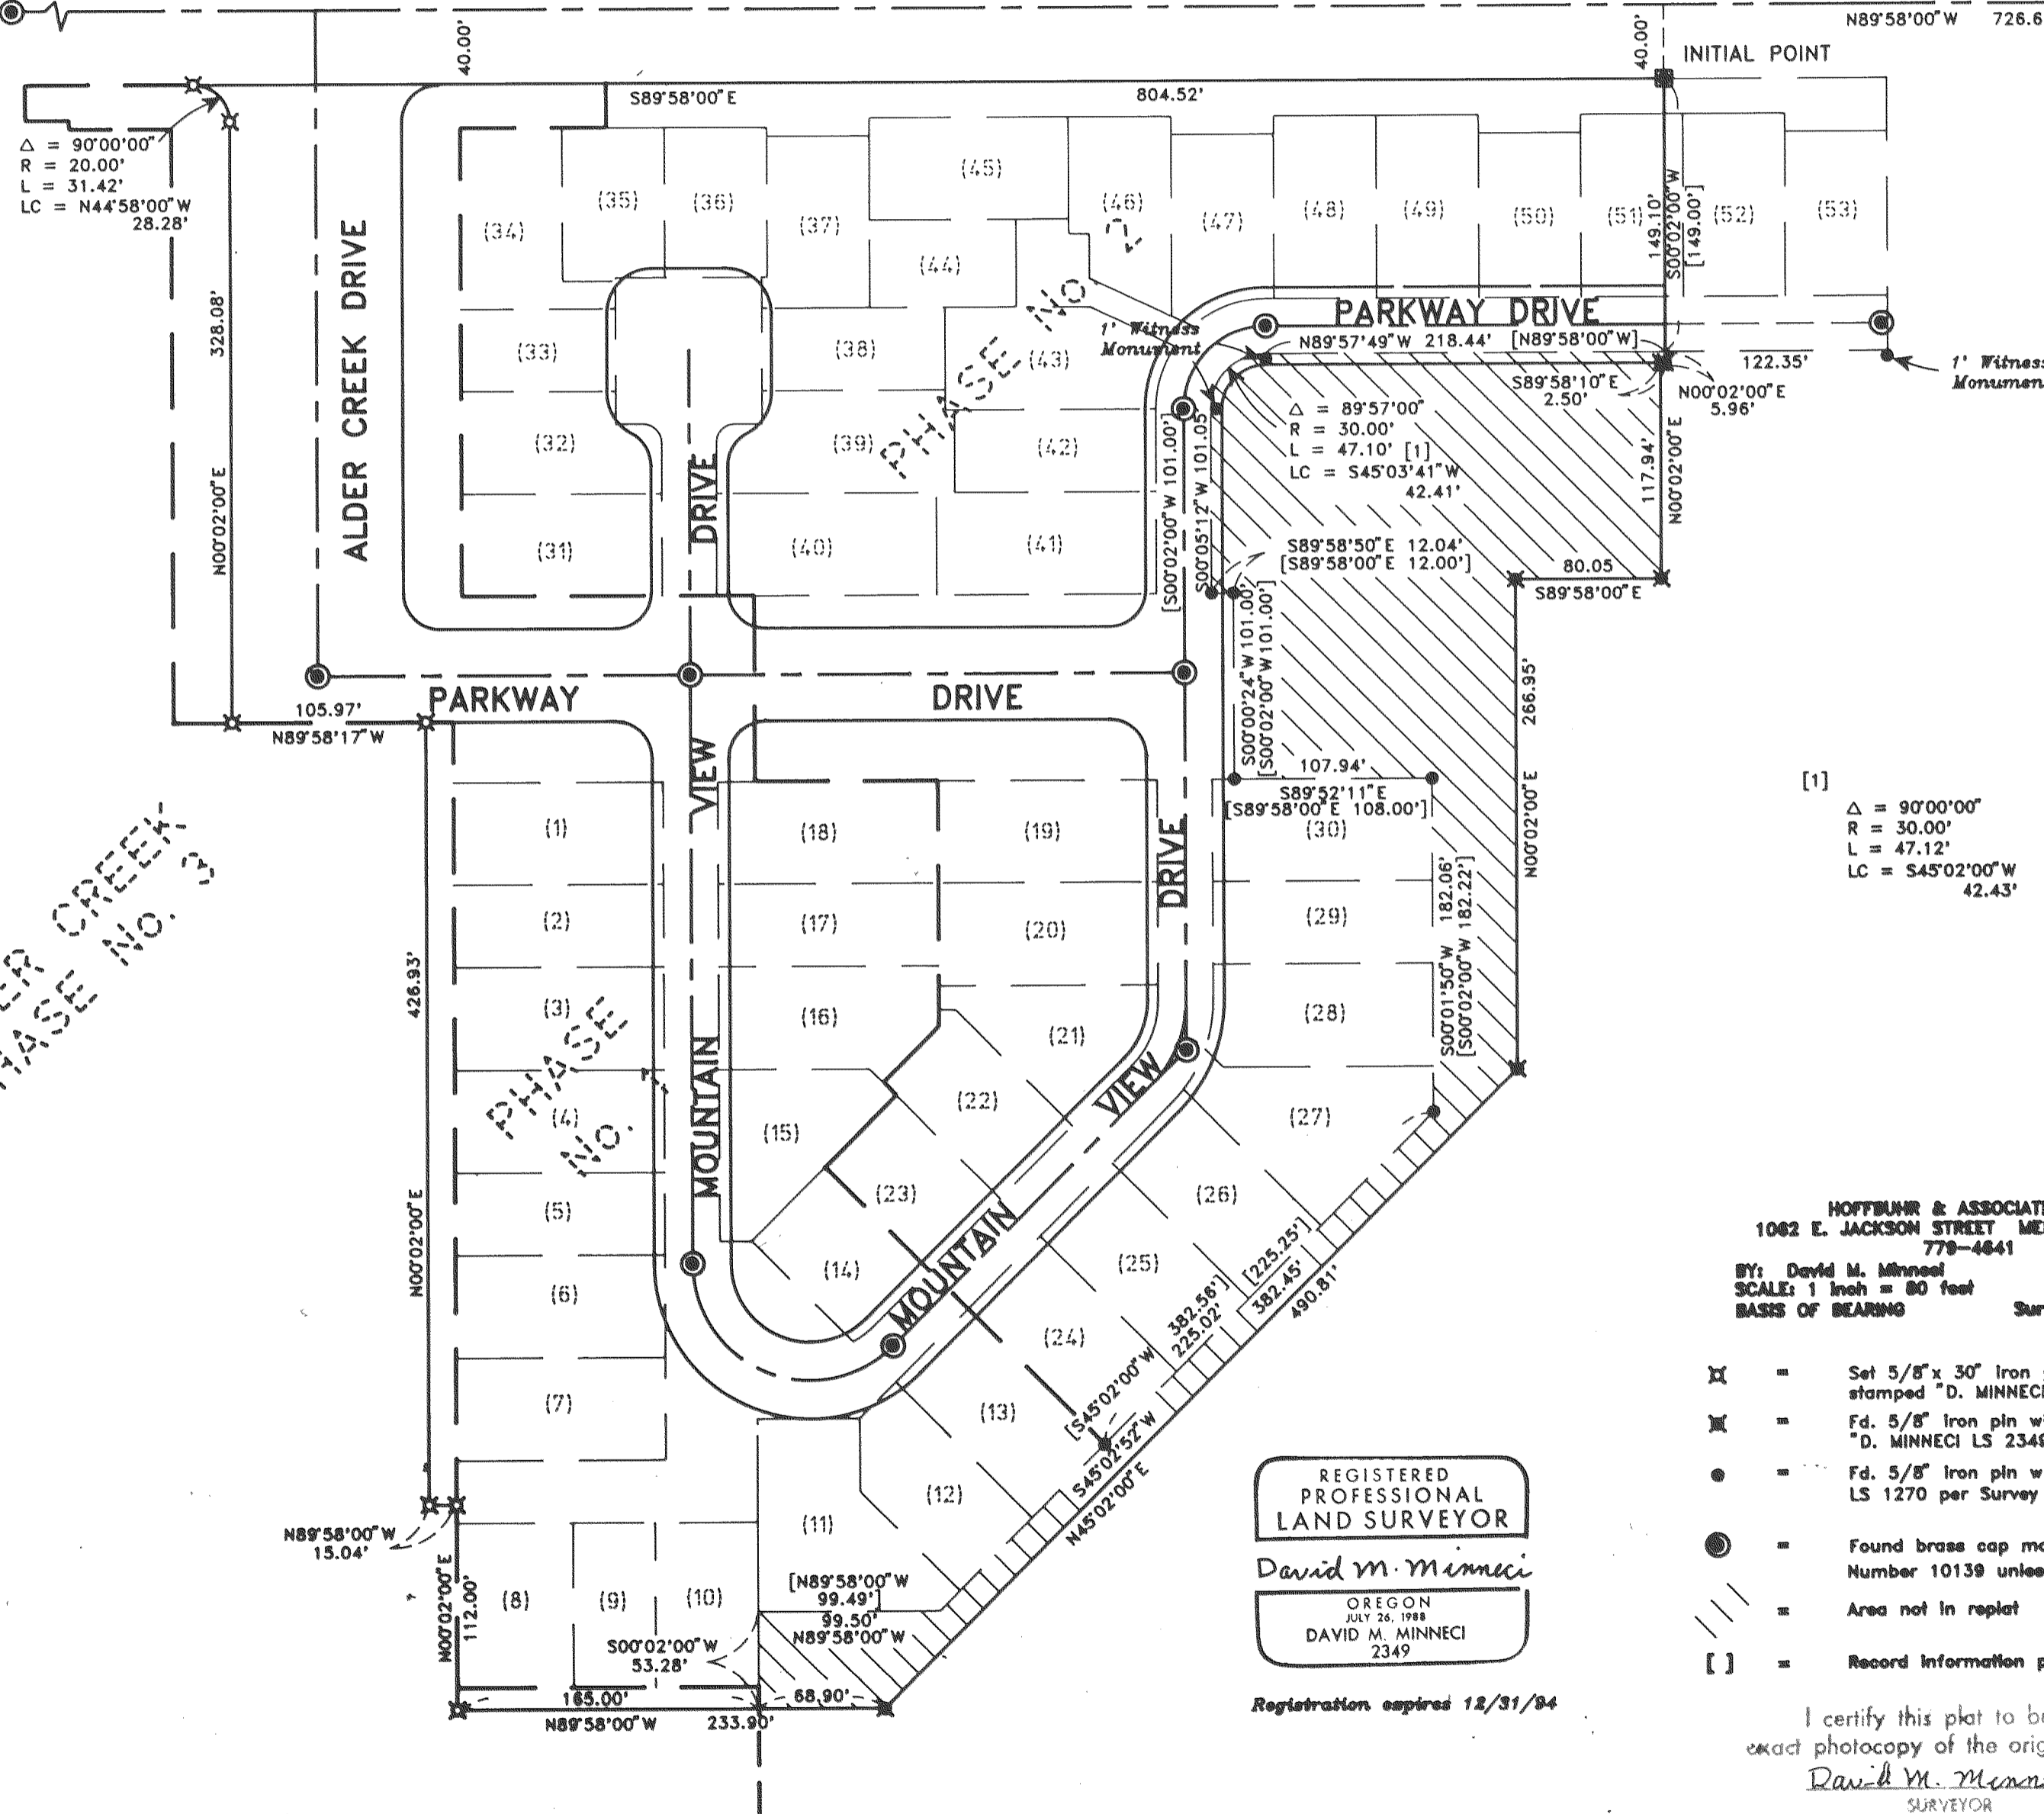 N89°58'00"W 726.6
40.00'
40.00'
INITIAL POINT
S89°58'00"E
804.52'
Δ = 90°00'00"
R = 20.00'
L = 31.42'
LC = N44°58'00"W
28.28'
328.08'
N00°02'00"E
ALDER CREEK DRIVE
(34)
(35)
(36)
(37)
(45)
(46)
(47)
(48)
(49)
(50)
(51)
(52)
(53)
149.10'
S00°02'00"W
[149.00']
(44)
PHASE No 2
(33)
(38)
(43)
1' Witness
Monument
PARKWAY DRIVE
N89°57'49"W 218.44' [N89°58'00"W]
S89°58'10"E
2.50'
122.35'
N00°02'00"E
5.96'
1' Witness
Monumen
(32)
(39)
(42)
Δ = 89°57'00"
R = 30.00'
L = 47.10' [1]
LC = S45°03'41"W
42.41'
117.94'
N00°02'00"E
(31)
DRIVE
(40)
(41)
[S00°02'00"W 101.00']
S00°05'12"W 101.05'
S89°58'50"E 12.04'
[S89°58'00"E 12.00']
80.05
S89°58'00"E
S00°00'24"W 101.00'
[S00°02'00"W 101.00']
266.95'
N00°02'00"E
105.97'
N89°58'17"W
PARKWAY
DRIVE
VIEW
107.94'
S89°52'11"E
[S89°58'00"E 108.00']
[1]
Δ = 90°00'00"
R = 30.00'
L = 47.12'
LC = S45°02'00"W
42.43'
(1)
(18)
(19)
(30)
DRIVE
(2)
(17)
(20)
(29)
S00°01'50"W 182.06'
[S00°02'00"W 182.22']
ER CREEK
HASE No. 3
426.93'
N00°02'00"E
(3)
(16)
(21)
(28)
PHASE
No. 1
(4)
(15)
(22)
VIEW
(27)
MOUNTAIN
(5)
(23)
(26)
(6)
(14)
MOUNTAIN
(25)
(24)
[225.25']
382.45'
490.81'
382.56']
225.02'
[S45°02'00"W
S45°02'52"W
N45°02'00"E
(7)
(13)
(12)
(11)
N89°58'00"W
15.04'
N00°02'00"E
112.00'
(8)
(9)
(10)
[N89°58'00"W
99.49']
99.50'
N89°58'00"W
S00°02'00"W
53.28'
165.00'
68.90'
N89°58'00"W 233.90'
HOFFBUHR & ASSOCIAT
1062 E. JACKSON STREET ME
779-4641
BY: David M. Minneci
SCALE: 1 inch = 80 feet
BASIS OF BEARING Sur
= Set 5/8"x 30" iron
stamped "D. MINNECI
= Fd. 5/8" iron pin w
"D. MINNECI LS 2349
= Fd. 5/8" iron pin w
LS 1270 per Survey
= Found brass cap mo
Number 10139 unles
= Area not in replat
[ ] = Record information p
REGISTERED
PROFESSIONAL
LAND SURVEYOR
David M. Minneci
OREGON
JULY 26, 1988
DAVID M. MINNECI
2349
Registration expires 12/31/94
I certify this plat to b
exact photocopy of the orig
David M. Minn
SURVEYOR